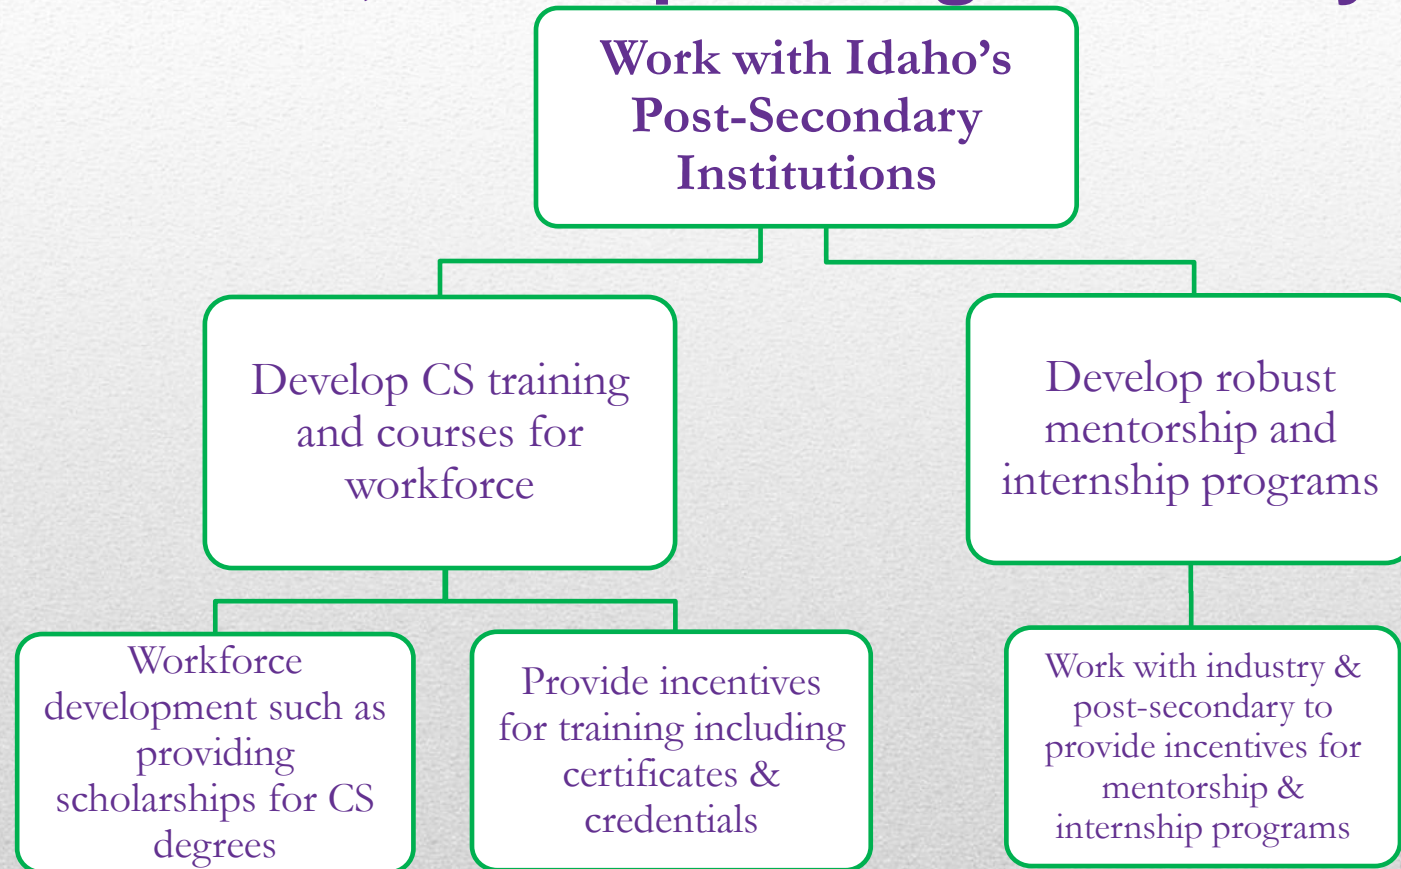 Work with Idaho’s
Post-Secondary
Institutions
Develop CS training
and courses for
workforce
Develop robust
mentorship and
internship programs
Workforce
development such as
providing
scholarships for CS
degrees
Provide incentives
for training including
certificates &
credentials
Work with industry &
post-secondary to
provide incentives for
mentorship &
internship programs